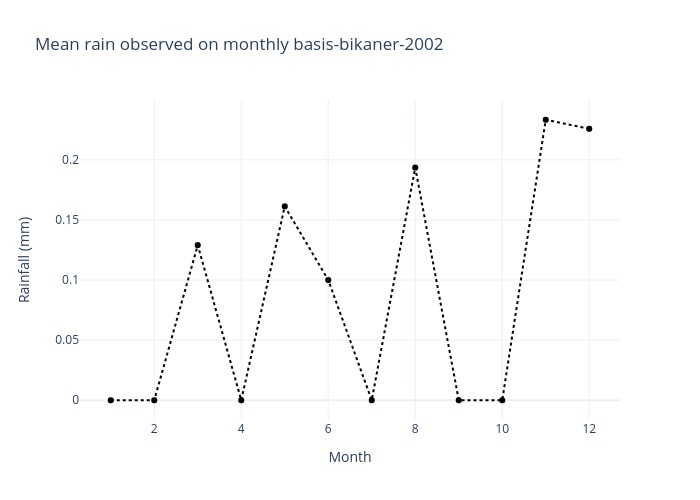 Mean rain observed on monthly basis-bikaner-2002
Rainfall (mm)
0.2
0.15
0.1
0.05
0
2 4 6 8 10 12
Month